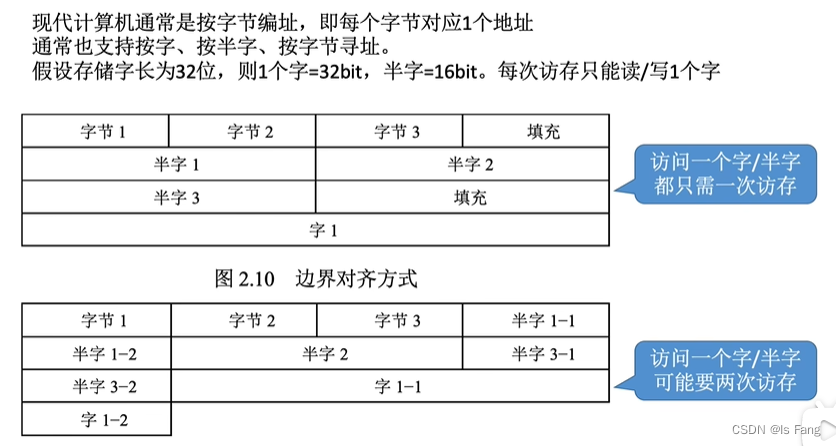 现代计算机通常是按字节编址，即每个字节对应1个地址
通常也支持按字、按半字、按字节寻址。
假设存储字长为32位，则1个字=32bit，半字=16bit。每次访存只能读/写1个字
字节 1 字节 2 字节 3 填充
半字 1 半字 2
半字 3 填充
字 1
访问一个字/半字
都只需一次访存
图 2.10 边界对齐方式
字节 1 字节 2 字节 3 半字 1-1
半字 1-2 半字 2 半字 3-1
半字 3-2 字 1-1
字 1-2
访问一个字/半字
可能要两次访存
CSDN @ls Fang